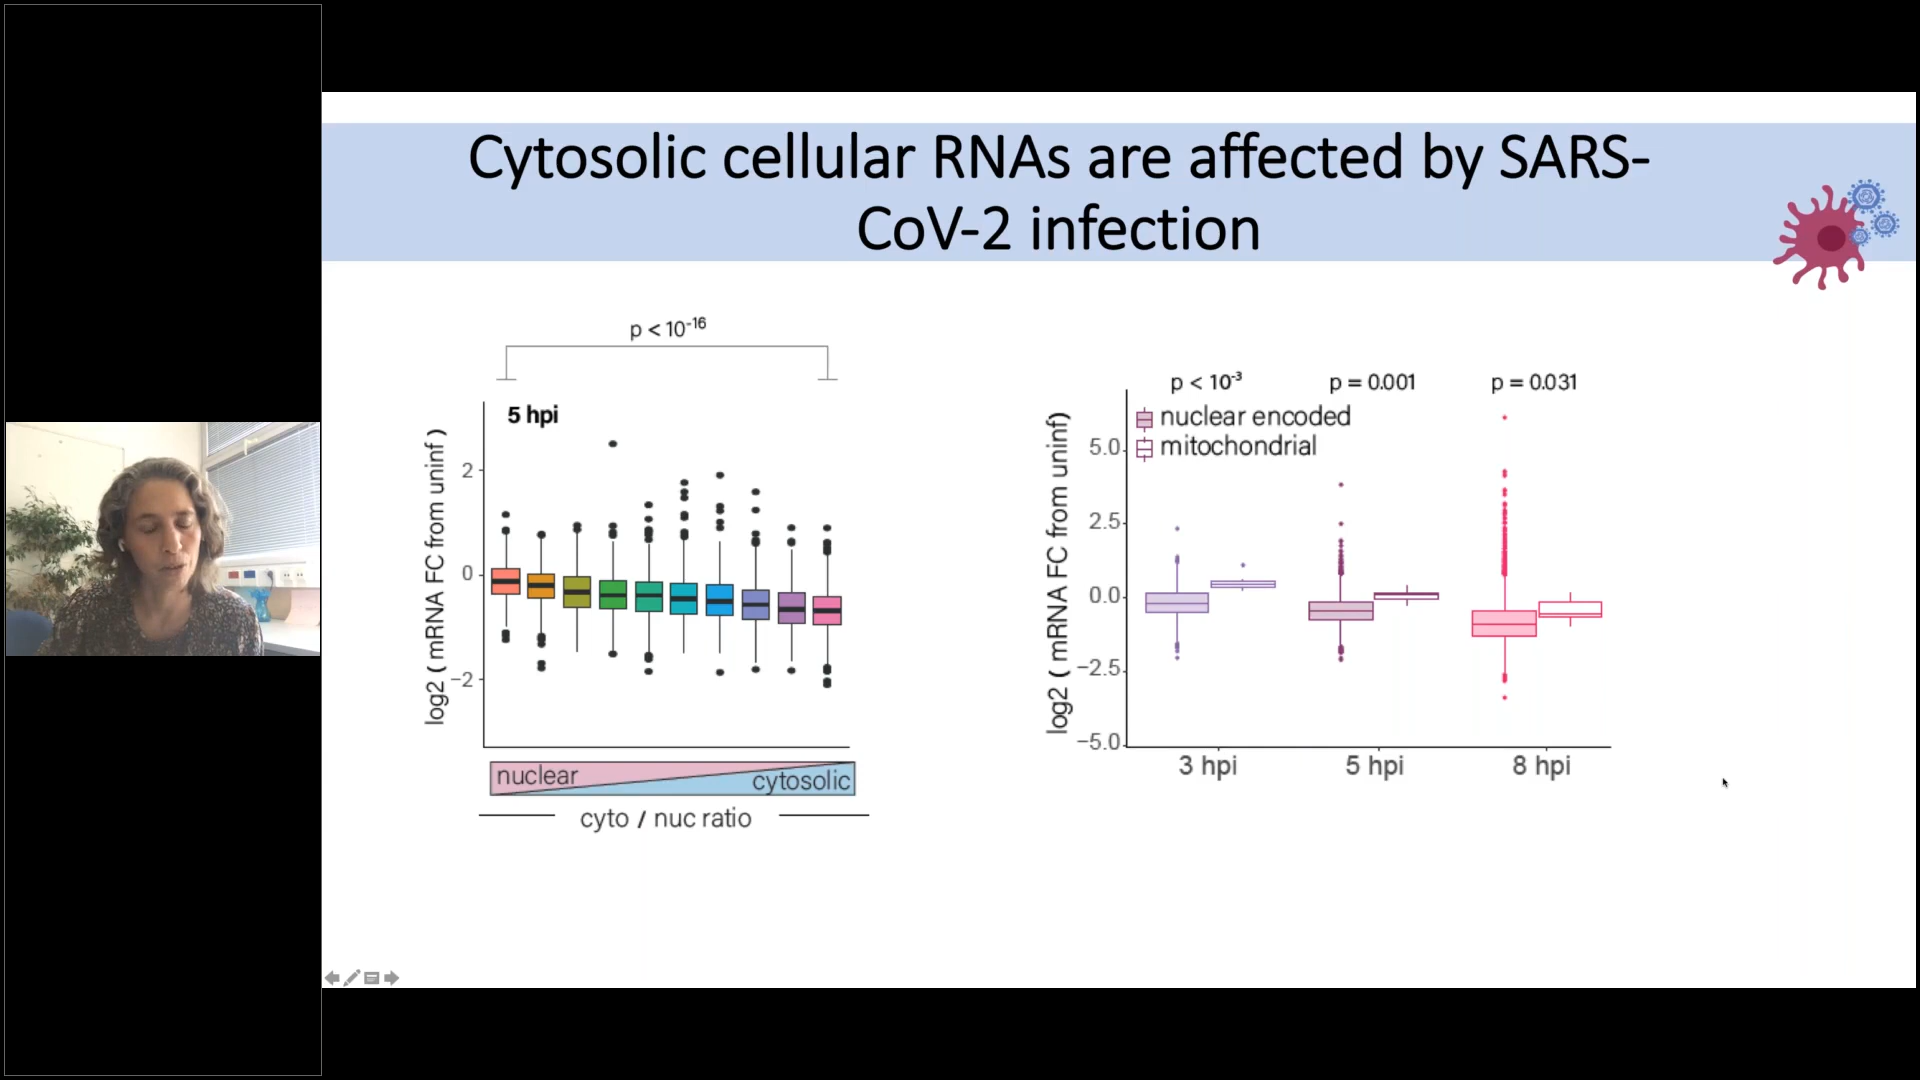 Cytosolic cellular RNAs are affected by SARS-
CoV-2 infection
p < 10-16
5 hpi
log2 ( mRNA FC from uninf )
2
0
−2
nuclear
cytosolic
cyto / nuc ratio
p < 10-3
p = 0.001
p = 0.031
nuclear encoded
mitochondrial
log2 ( mRNA FC from uninf)
5.0
2.5
0.0
−2.5
−5.0
3 hpi
5 hpi
8 hpi